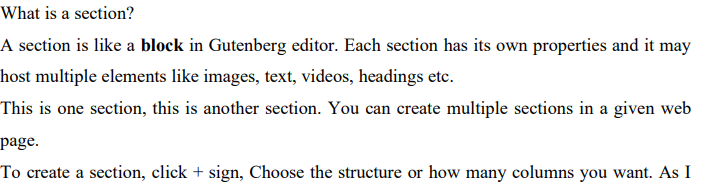 What is a section?
A section is like a block in Gutenberg editor. Each section has its own properties and it may
host multiple elements like images, text, videos, headings etc.
This is one section, this is another section. You can create multiple sections in a given web
page.
To create a section, click + sign, Choose the structure or how many columns you want. As I